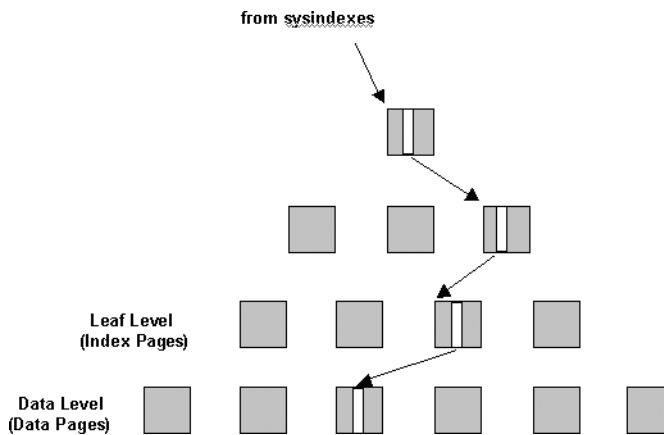 from sysindexes
Leaf Level
(Index Pages)
Data Level
(Data Pages)